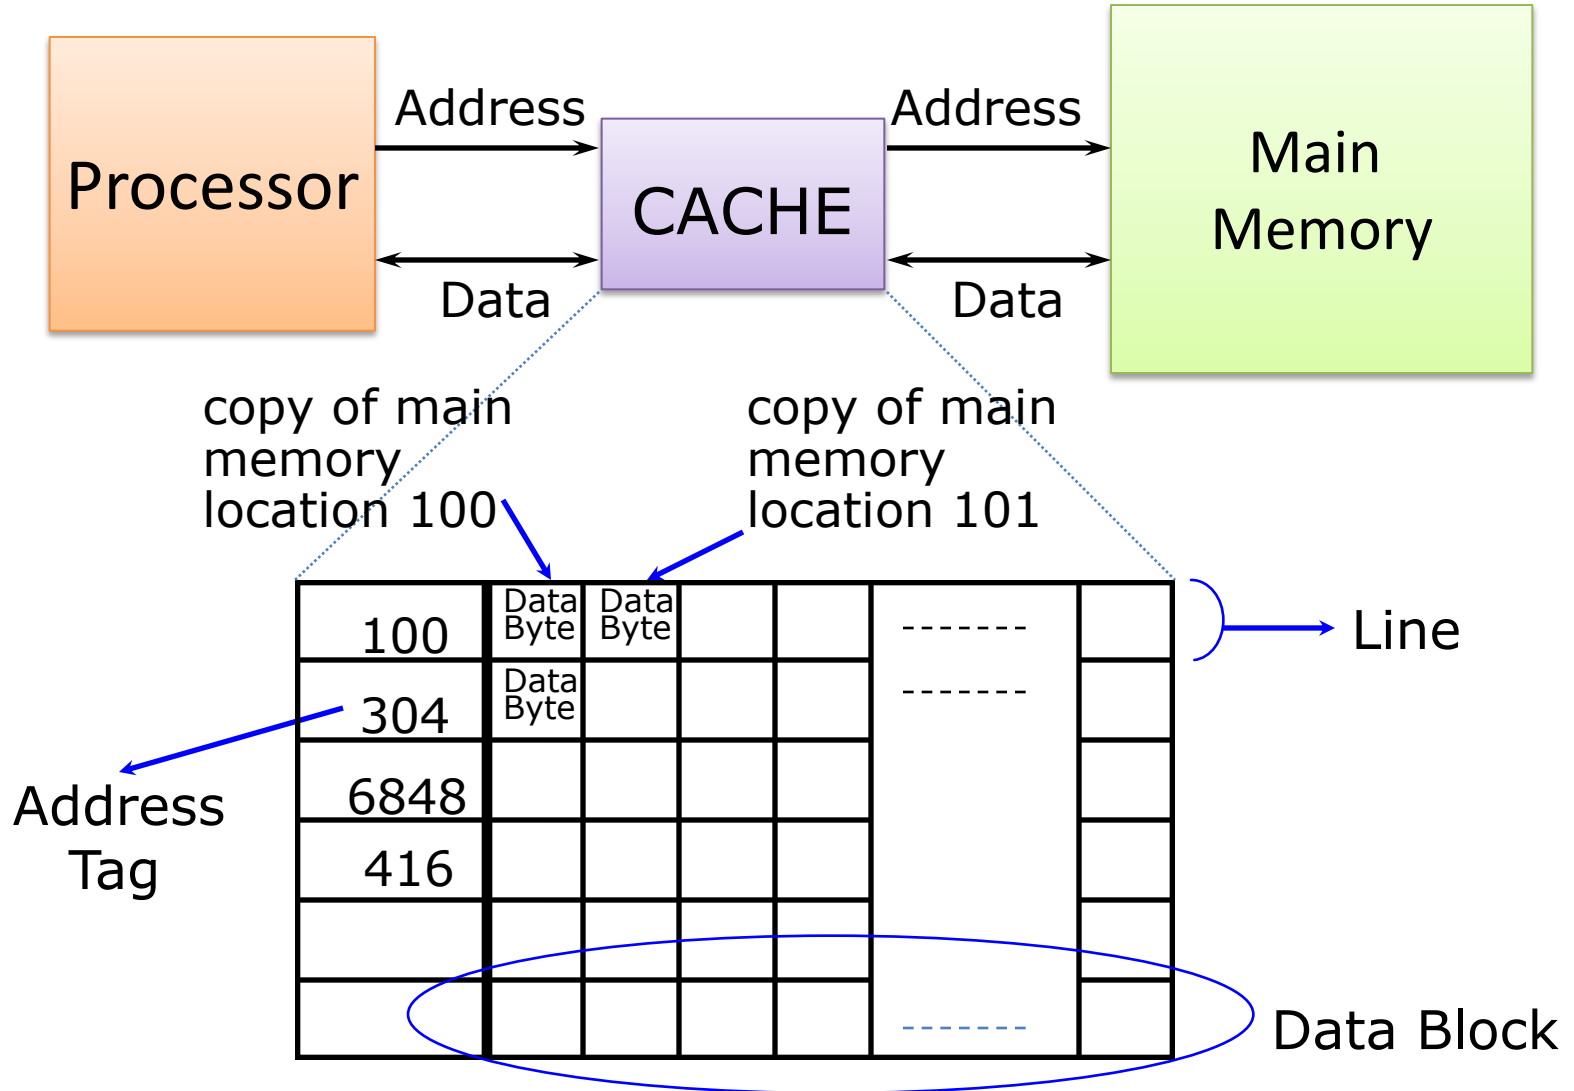 Address
Address
Processor
CACHE
Main
Memory
Data
Data
copy of main
memory
location 100
copy of main
memory
location 101
100
Data
Byte
Data
Byte
Line
304
Data
Byte
6848
Address
Tag
416
Data Block